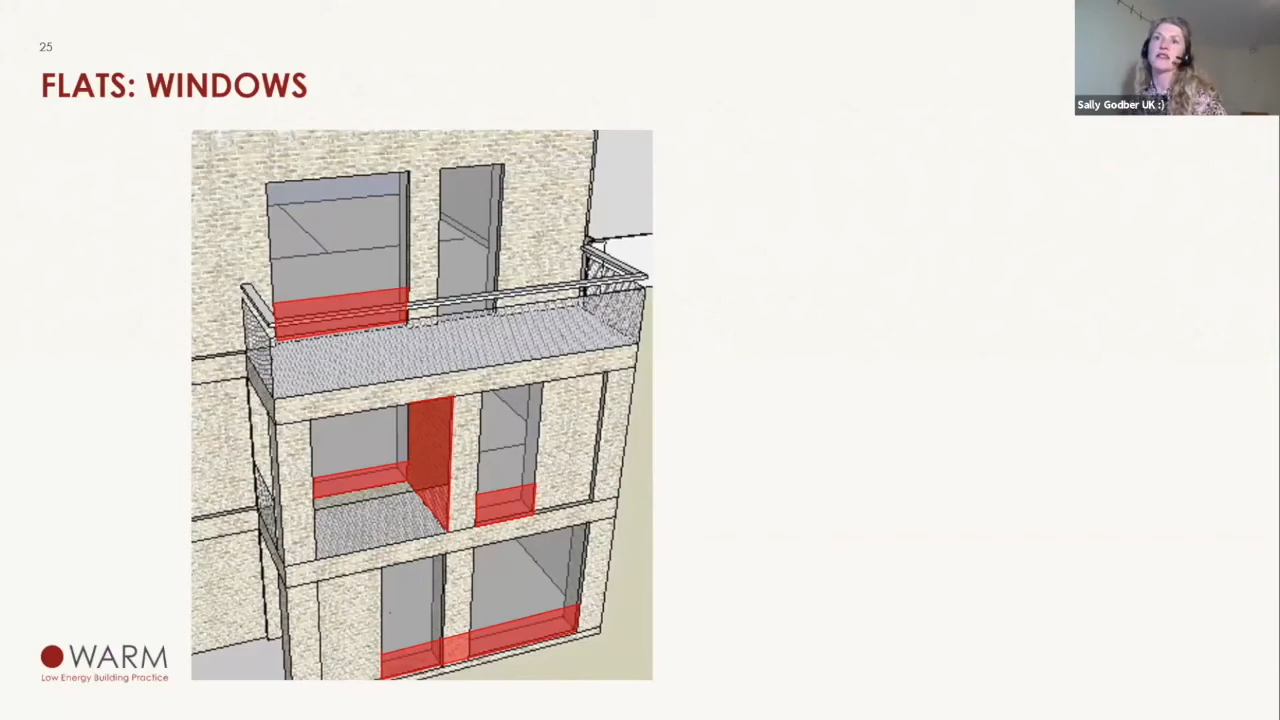 25
FLATS: WINDOWS
Sally Godber UK :)
WARM
Low Energy Building Practice